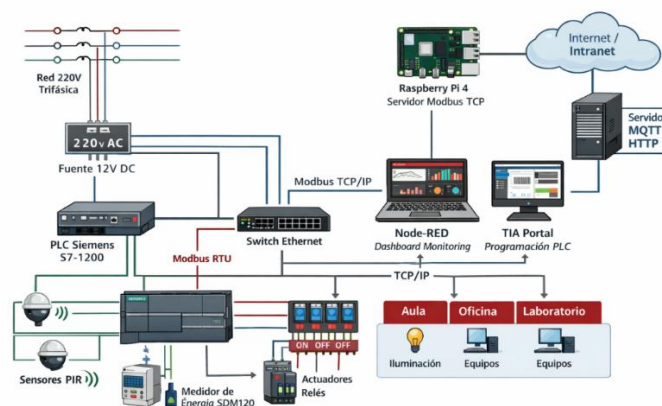 Internet /
Intranet
Red 220V
Trifásica
Raspberry Pi 4
Servidor Modbus TCP
220v AC
Servido
MQTT
HTTP
Fuente 12V DC
Modbus TCP/IP
PLC Siemens
S7-1200
Switch Ethernet
Node-RED
Dashboard Monitoring
TIA Portal
Programación PLC
Modbus RTU
TCP/IP
Aula
Oficina
Laboratorio
ON OFF OFF
Iluminación
Equipos
Equipos
Sensores PIR
Medidor de
Énergia SDM120
Actuadores
Relés